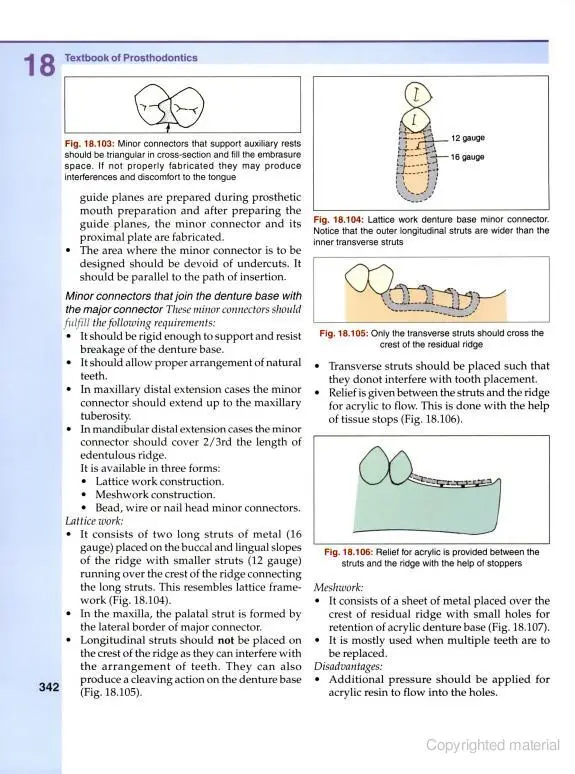 18
Textbook of Prosthodontics
Fig. 18.103: Minor connectors that support auxiliary rests
should be triangular in cross-section and fill the embrasure
space. If not properly fabricated they may produce
interferences and discomfort to the tongue
guide planes are prepared during prosthetic
mouth preparation and after preparing the
guide planes, the minor connector and its
proximal plate are fabricated.
• The area where the minor connector is to be
designed should be devoid of undercuts. It
should be parallel to the path of insertion.
Minor connectors that join the denture base with
the major connector These minor connectors should
fulfill the following requirements:
• It should be rigid enough to support and resist
breakage of the denture base.
• It should allow proper arrangement of natural
teeth.
• In maxillary distal extension cases the minor
connector should extend up to the maxillary
tuberosity.
• In mandibular distal extension cases the minor
connector should cover 2/3rd the length of
edentulous ridge.
It is available in three forms:
• Lattice work construction.
• Meshwork construction.
• Bead, wire or nail head minor connectors.
Lattice work:
• It consists of two long struts of metal (16
gauge) placed on the buccal and lingual slopes
of the ridge with smaller struts (12 gauge)
running over the crest of the ridge connecting
the long struts. This resembles lattice frame-
work (Fig. 18.104).
• In the maxilla, the palatal strut is formed by
the lateral border of major connector.
• Longitudinal struts should not be placed on
the crest of the ridge as they can interfere with
the arrangement of teeth. They can also
produce a cleaving action on the denture base
(Fig. 18.105).
342
12 gauge
16 gauge
Fig. 18.104: Lattice work denture base minor connector.
Notice that the outer longitudinal struts are wider than the
inner transverse struts
Fig. 18.105: Only the transverse struts should cross the
crest of the residual ridge
• Transverse struts should be placed such that
they donot interfere with tooth placement.
• Relief is given between the struts and the ridge
for acrylic to flow. This is done with the help
of tissue stops (Fig. 18.106).
Fig. 18.106: Relief for acrylic is provided between the
struts and the ridge with the help of stoppers
Meshwork:
• It consists of a sheet of metal placed over the
crest of residual ridge with small holes for
retention of acrylic denture base (Fig. 18.107).
• It is mostly used when multiple teeth are to
be replaced.
Disadvantages:
• Additional pressure should be applied for
acrylic resin to flow into the holes.
Copyrighted material